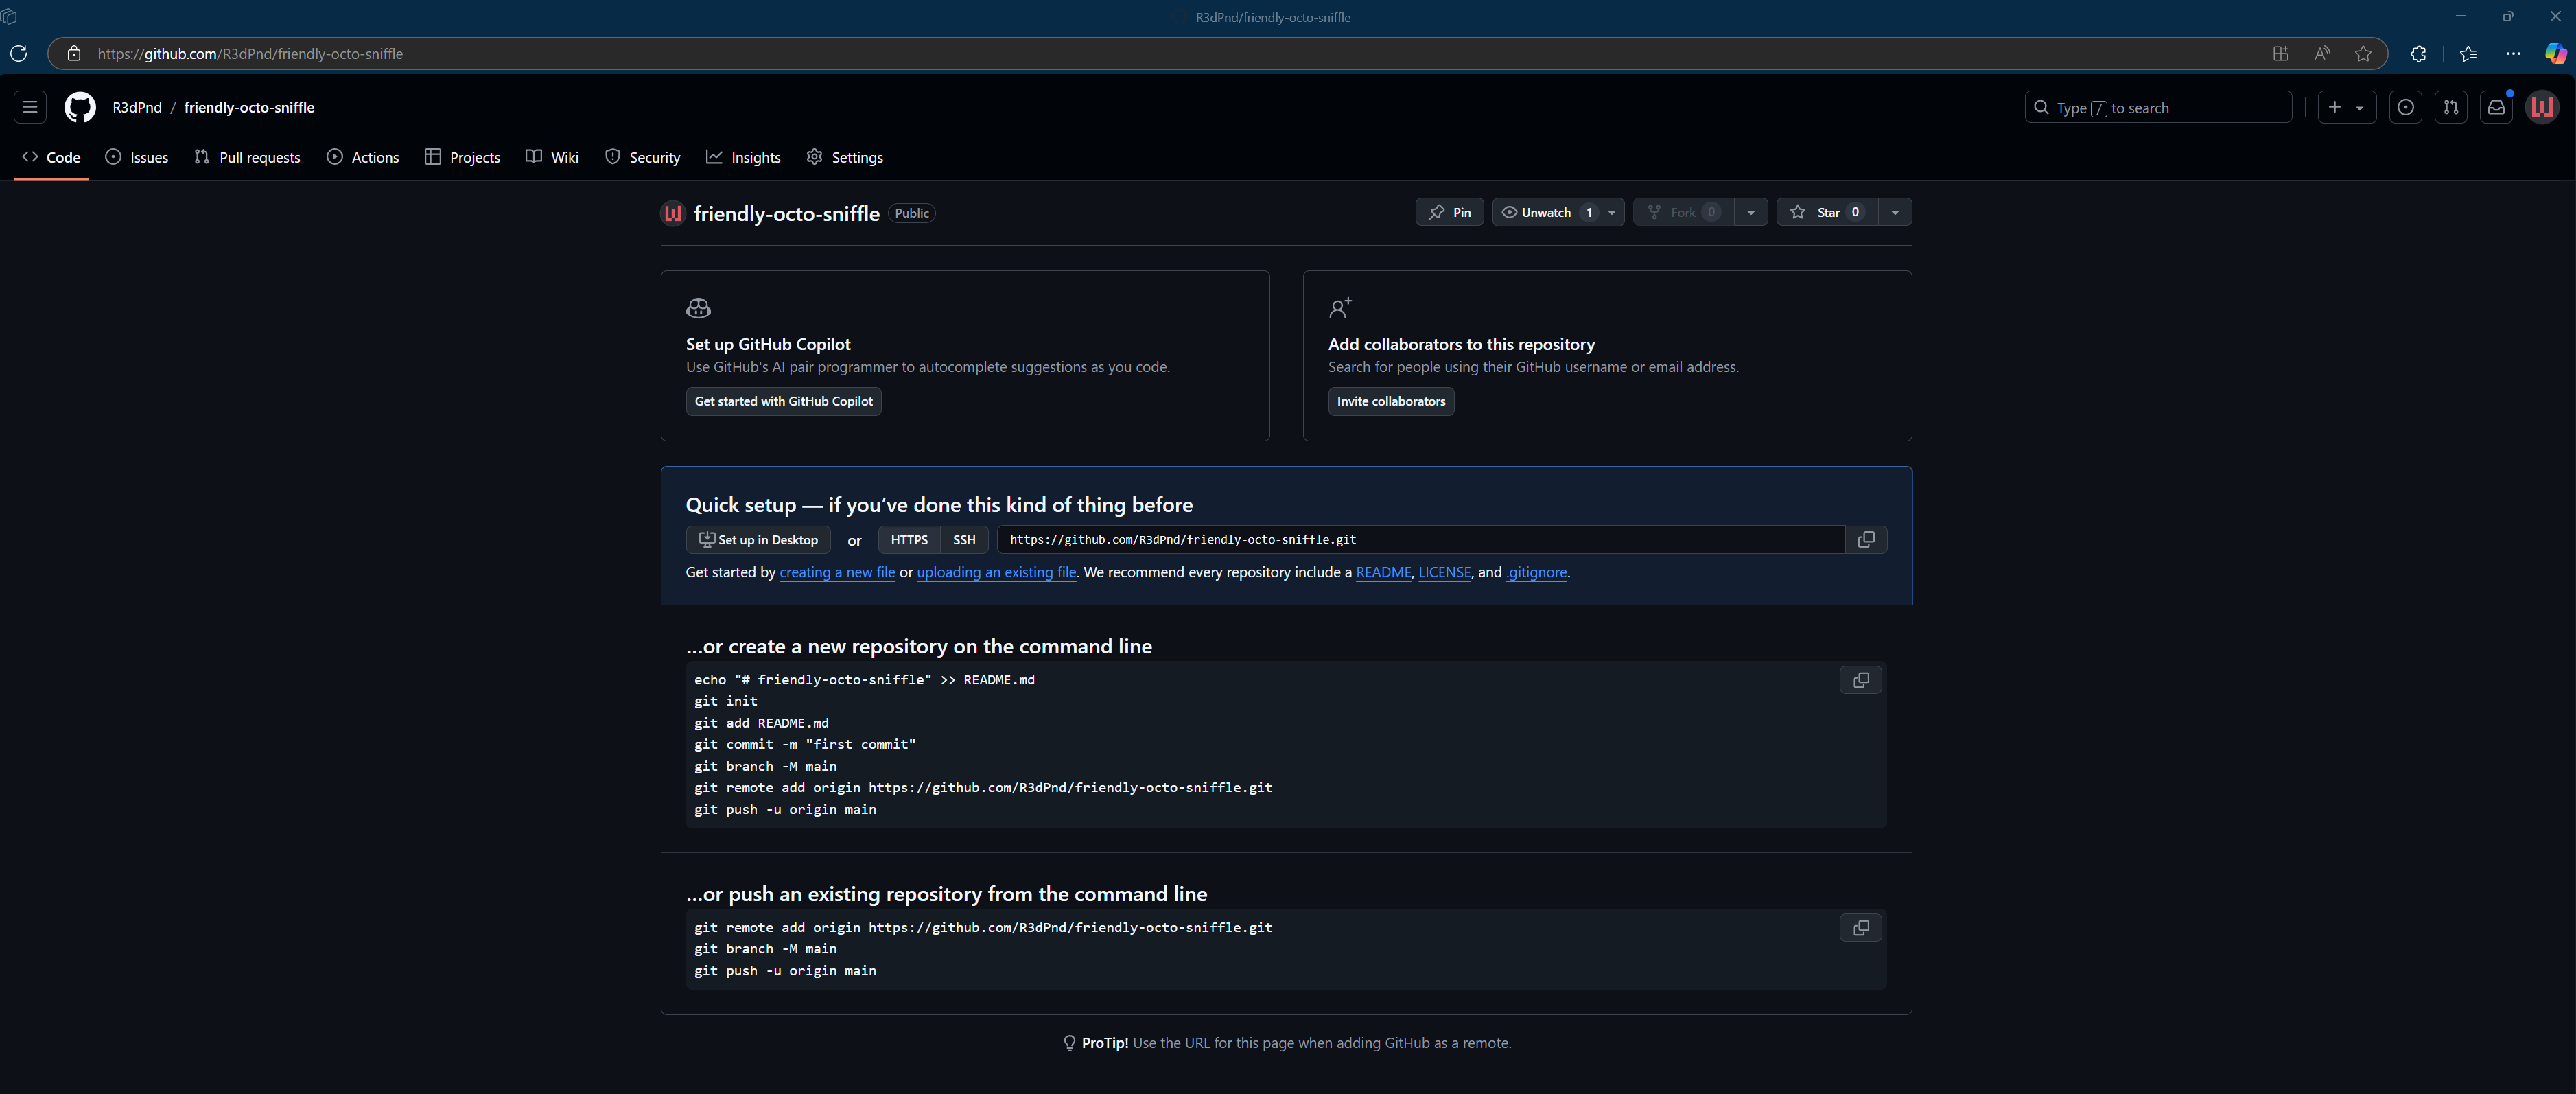 R3dPnd/friendly-octo-sniffle
https://github.com/R3dPnd/friendly-octo-sniffle
R3dPnd / friendly-octo-sniffle
Type / to search
Code Issues Pull requests Actions Projects Wiki Security Insights Settings
friendly-octo-sniffle Public
Pin Unwatch 1 Fork 0 Star 0
Set up GitHub Copilot
Use GitHub's AI pair programmer to autocomplete suggestions as you code.
Get started with GitHub Copilot
Add collaborators to this repository
Search for people using their GitHub username or email address.
Invite collaborators
Quick setup — if you’ve done this kind of thing before
Set up in Desktop or HTTPS SSH https://github.com/R3dPnd/friendly-octo-sniffle.git
Get started by creating a new file or uploading an existing file. We recommend every repository include a README, LICENSE, and .gitignore.
…or create a new repository on the command line
echo "# friendly-octo-sniffle" >> README.md
git init
git add README.md
git commit -m "first commit"
git branch -M main
git remote add origin https://github.com/R3dPnd/friendly-octo-sniffle.git
git push -u origin main
…or push an existing repository from the command line
git remote add origin https://github.com/R3dPnd/friendly-octo-sniffle.git
git branch -M main
git push -u origin main
ProTip! Use the URL for this page when adding GitHub as a remote.